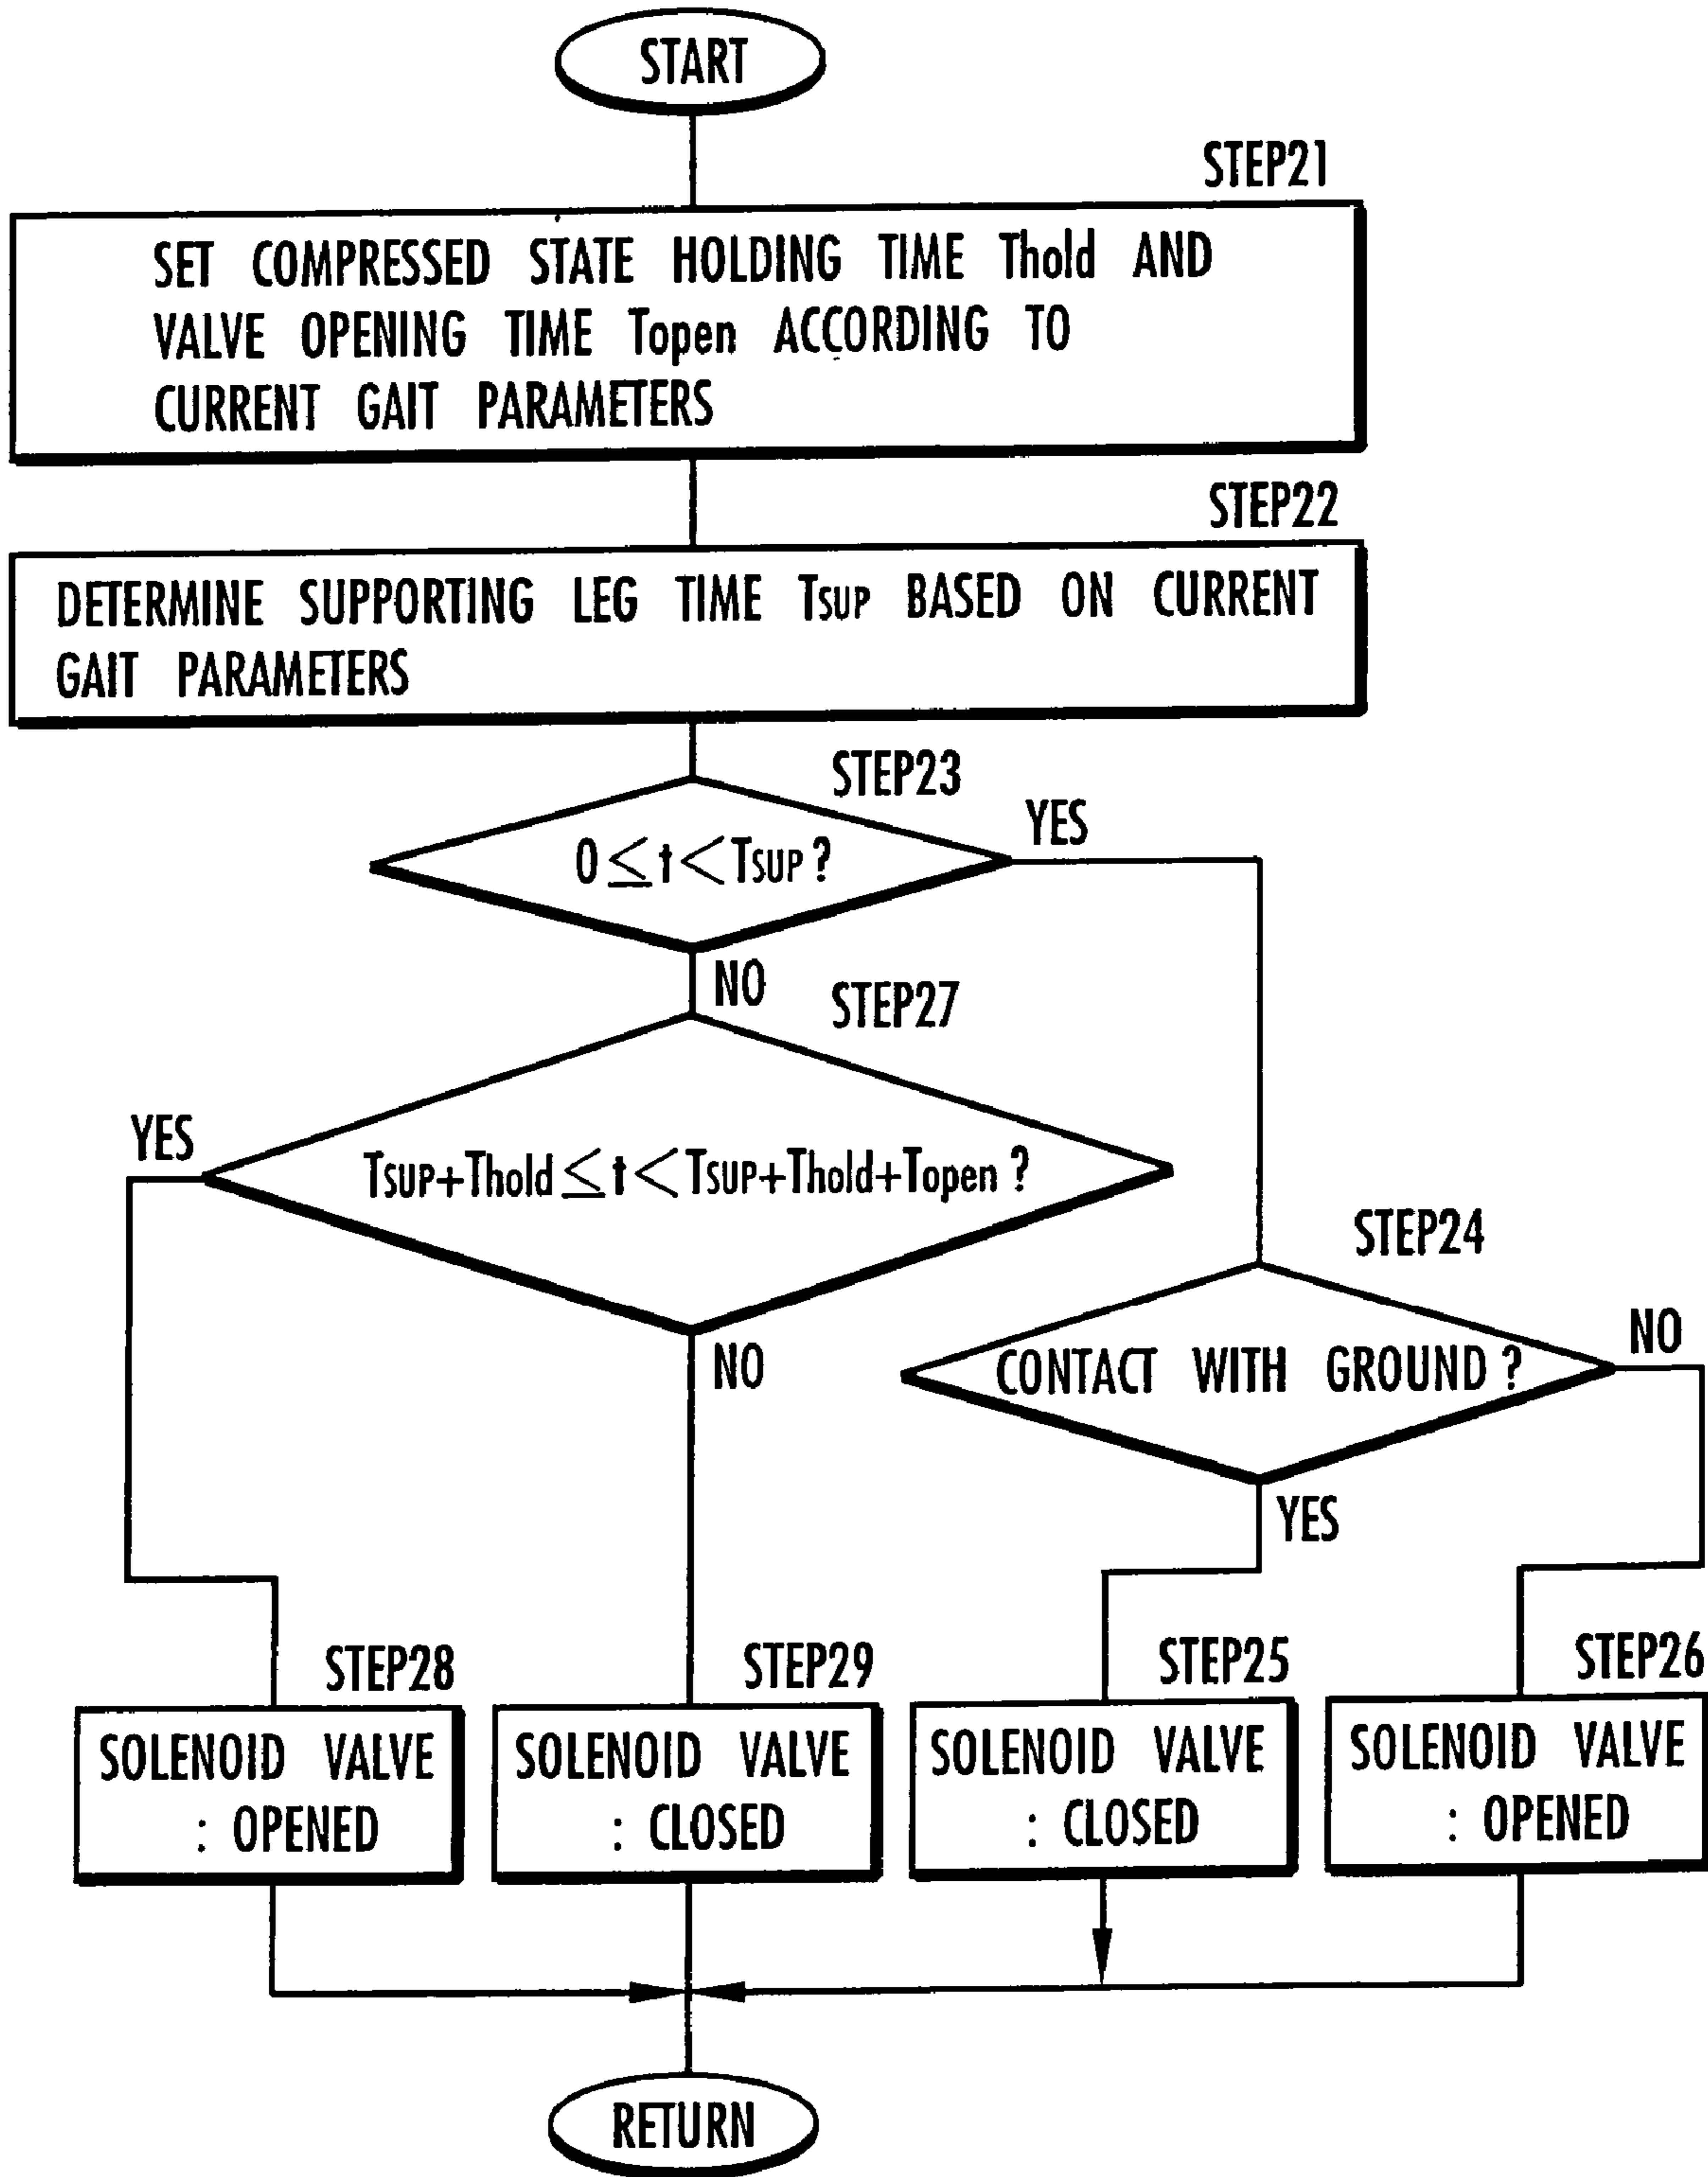 START
STEP21
SET COMPRESSED STATE HOLDING TIME Thold AND
VALVE OPENING TIME Topen ACCORDING TO
CURRENT GAIT PARAMETERS
STEP22
DETERMINE SUPPORTING LEG TIME TSUP BASED ON CURRENT
GAIT PARAMETERS
STEP23
0≤t<TSUP?
YES
NO
STEP27
YES
TSUP+Thold≤t<TSUP+Thold+Topen?
NO
STEP24
CONTACT WITH GROUND?
NO
YES
STEP28
SOLENOID VALVE
: OPENED
STEP29
SOLENOID VALVE
: CLOSED
STEP25
SOLENOID VALVE
: CLOSED
STEP26
SOLENOID VALVE
: OPENED
RETURN